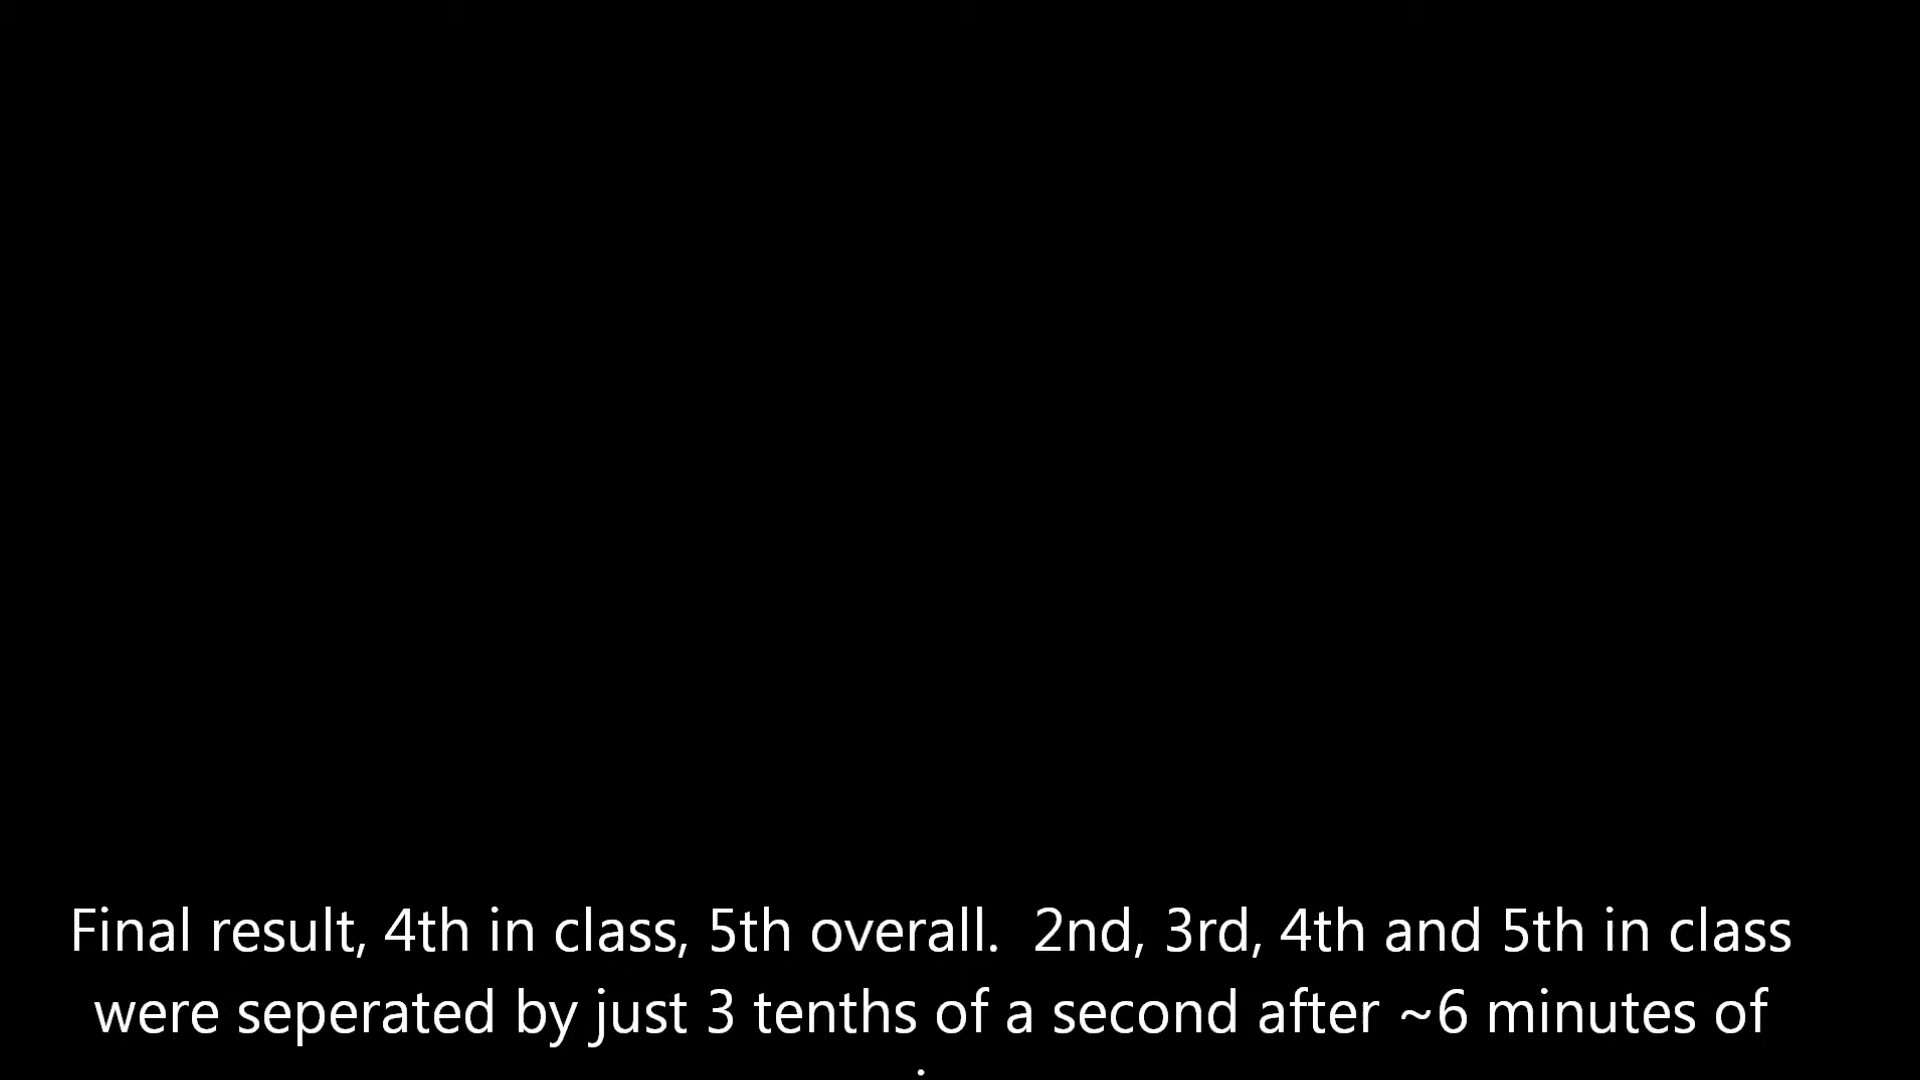 Final result, 4th in class, 5th overall.  2nd, 3rd, 4th and 5th in class
were seperated by just 3 tenths of a second after ~6 minutes of